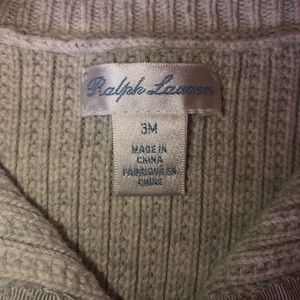 Ralph Lauren
3M
MADE IN
CHINA
FABRIQUÉ EN
CHINE